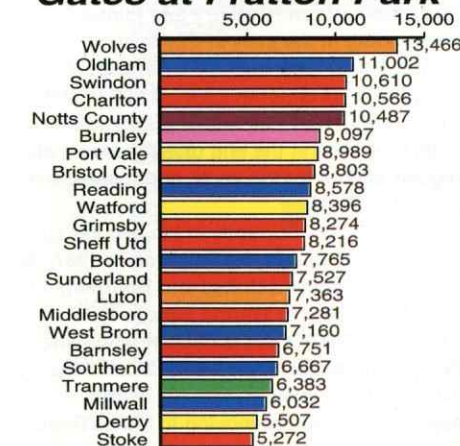 Gates at Fratton Park
0 5,000 10,000 15,000
Wolves 13,466
Oldham 11,002
Swindon 10,610
Charlton 10,566
Notts County 10,487
Burnley 9,097
Port Vale 8,989
Bristol City 8,803
Reading 8,578
Watford 8,396
Grimsby 8,274
Sheff Utd 8,216
Bolton 7,765
Sunderland 7,527
Luton 7,363
Middlesboro 7,281
West Brom 7,160
Barnsley 6,751
Southend 6,667
Tranmere 6,383
Millwall 6,032
Derby 5,507
Stoke 5,272